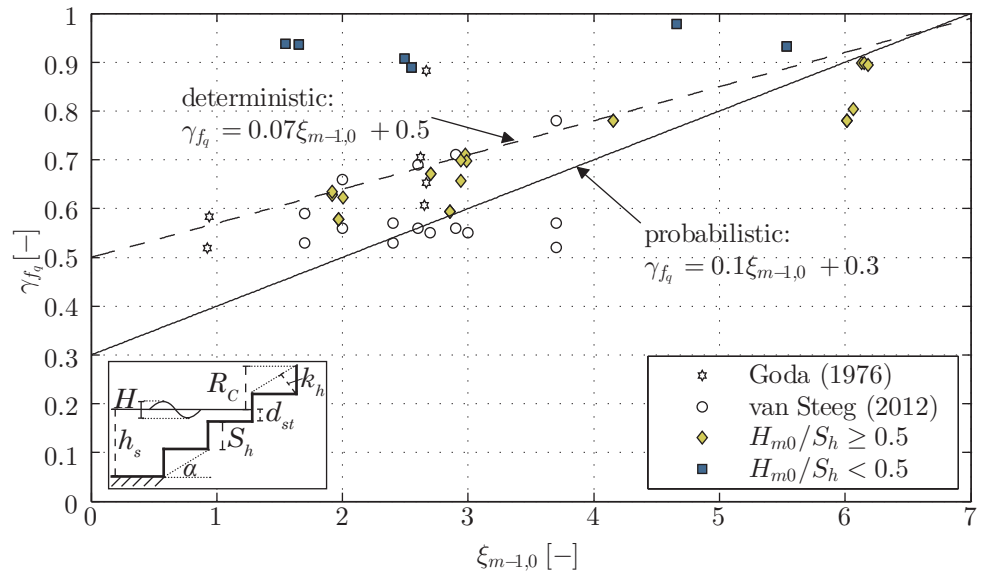 1
0.9
0.8
0.7
0.6
0.5
0.4
0.3
0.2
0.1
0
γ_{f_q} [−]
deterministic:
γ_{f_q} = 0.07ξ_{m−1,0} + 0.5
probabilistic:
γ_{f_q} = 0.1ξ_{m−1,0} + 0.3
H
h_s
R_C
k_h
d_{st}
S_h
α
Goda (1976)
van Steeg (2012)
H_{m0}/S_h ≥ 0.5
H_{m0}/S_h < 0.5
0 1 2 3 4 5 6 7
ξ_{m−1,0} [−]